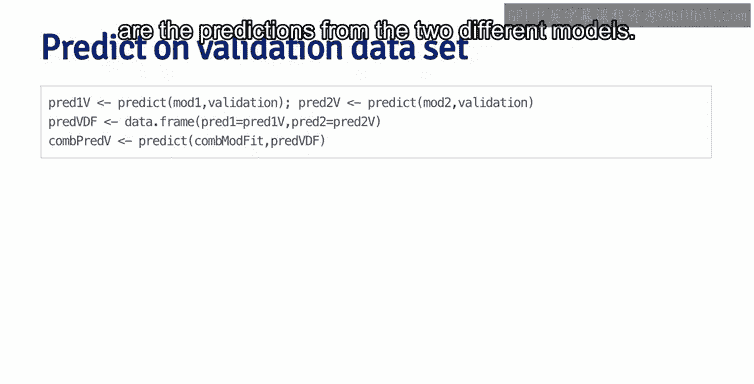 are the predictions from the two different models.
Predict on validation data set
pred1V <- predict(mod1,validation); pred2V <- predict(mod2,validation)
predVDF <- data.frame(pred1=pred1V,pred2=pred2V)
combPredV <- predict(combModFit,predVDF)